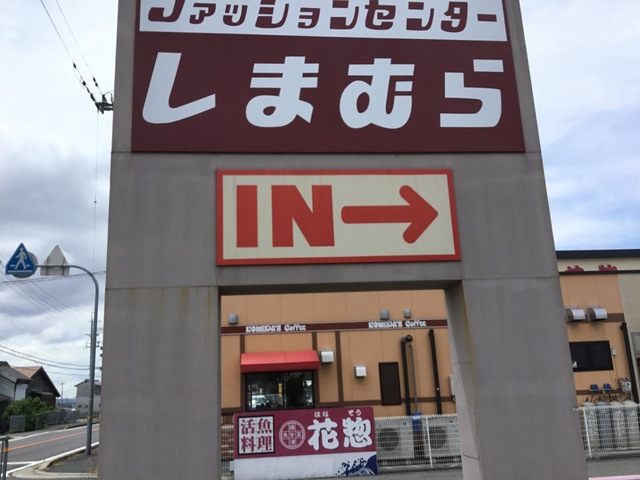 ファッションセンター
しまむら
IN→
KOMEDA'S Coffee KOMEDA'S Coffee
活魚
料理
はな そう
花惣